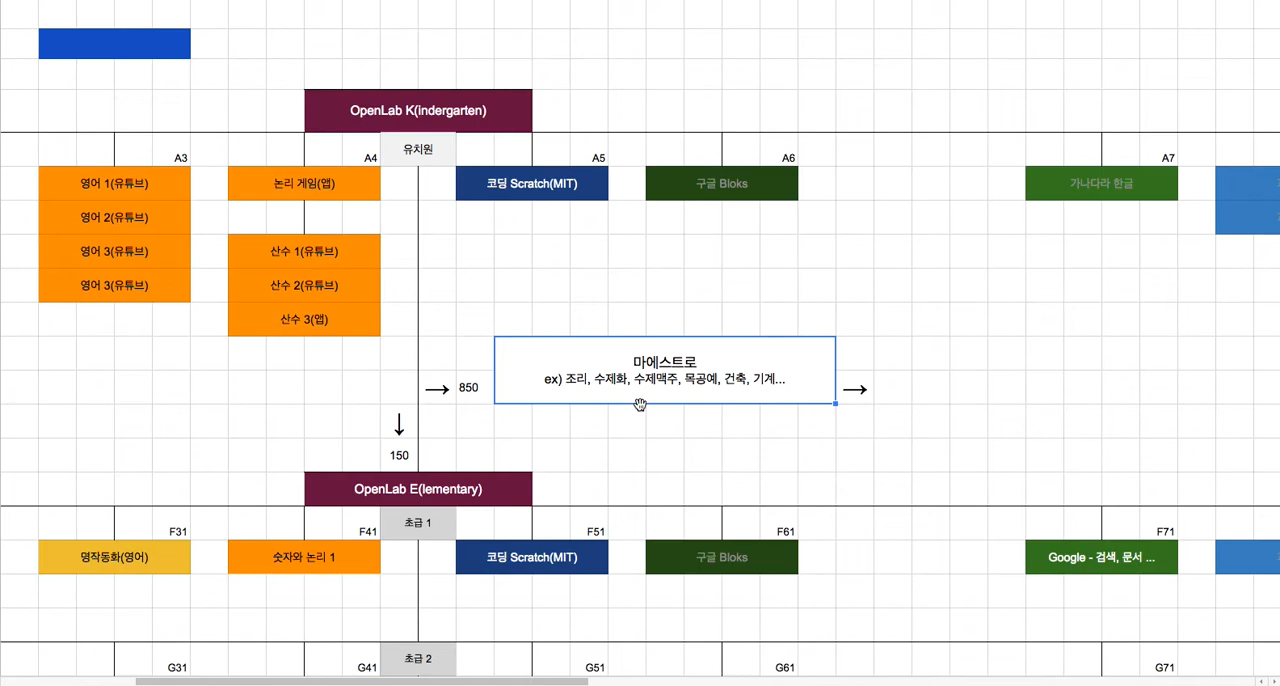 OpenLab K(indergarten)
유치원
A3
A4
A5
A6
A7
영어 1(유튜브)
논리 게임(앱)
코딩 Scratch(MIT)
구글 Bloks
가나다라 한글
영어 2(유튜브)
영어 3(유튜브)
산수 1(유튜브)
영어 3(유튜브)
산수 2(유튜브)
산수 3(앱)
마에스트로
ex) 조리, 수제화, 수제맥주, 목공예, 건축, 기계...
→ 850
→
↓
150
OpenLab E(lementary)
초급 1
F31
F41
F51
F61
F71
명작동화(영어)
숫자와 논리 1
코딩 Scratch(MIT)
구글 Bloks
Google - 검색, 문서 ...
초급 2
G31
G41
G51
G61
G71